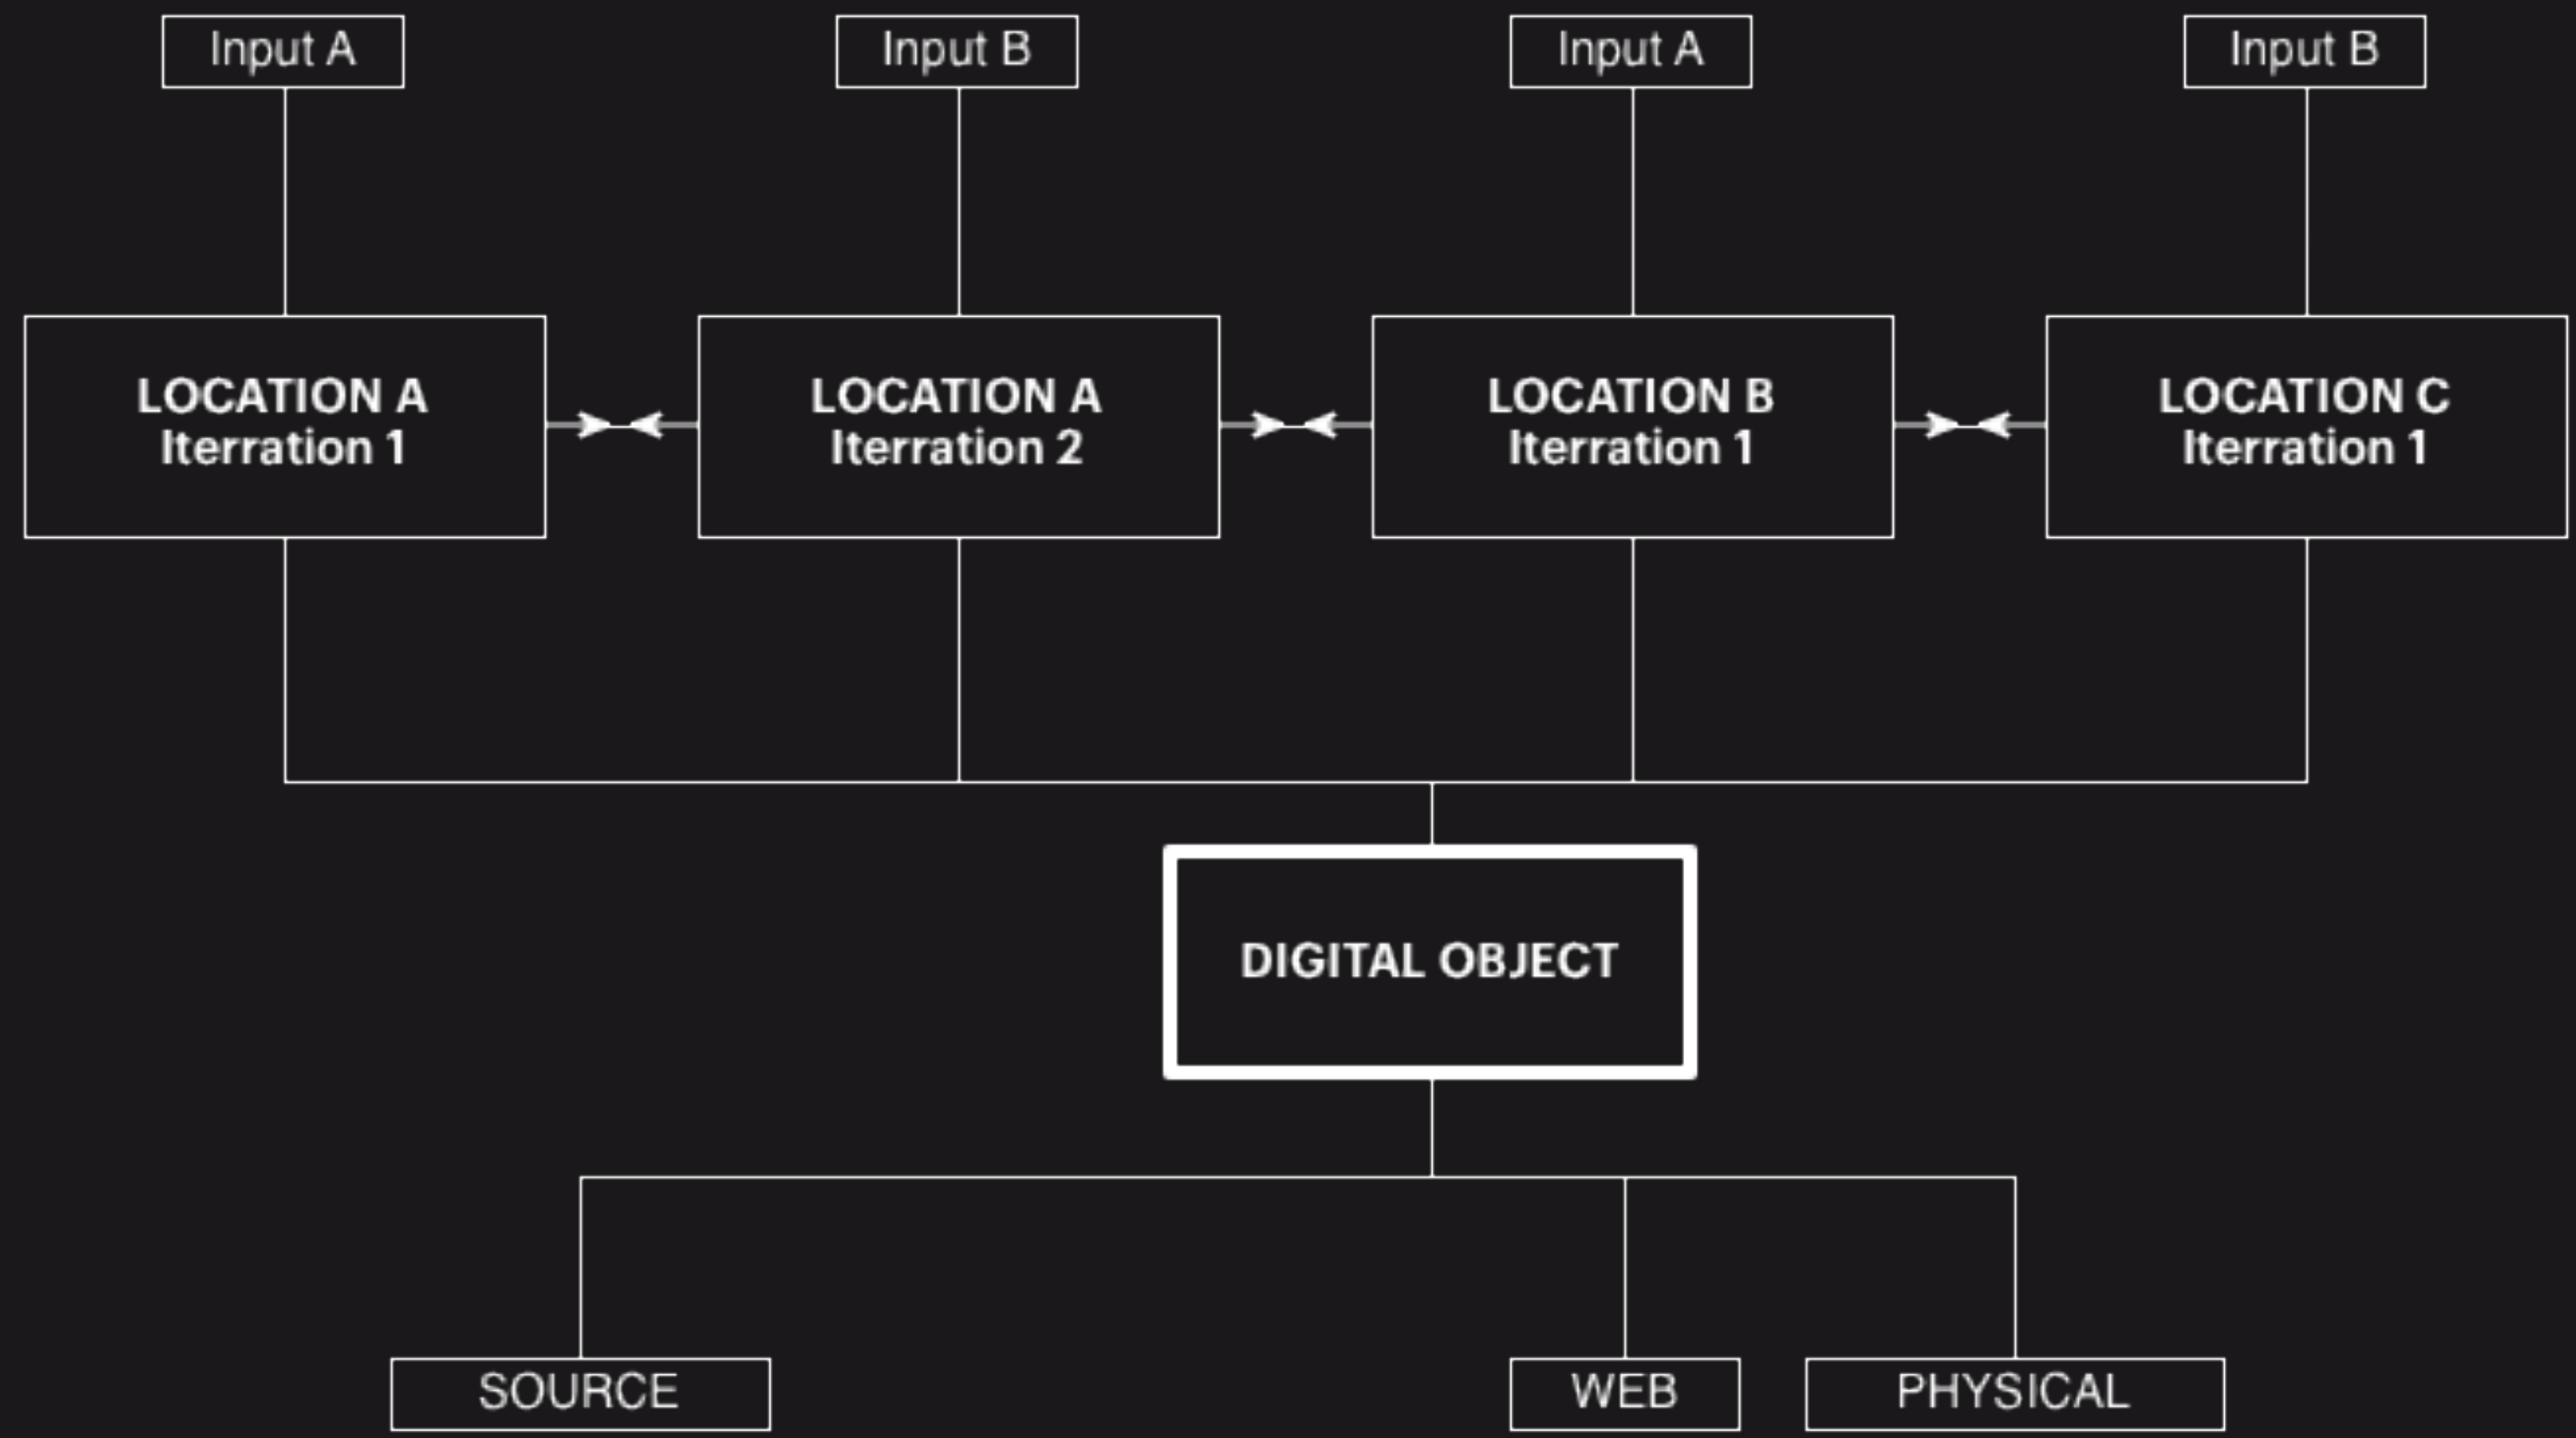 Input A
Input B
Input A
Input B
LOCATION A
Iterration 1
LOCATION A
Iterration 2
LOCATION B
Iterration 1
LOCATION C
Iterration 1
DIGITAL OBJECT
SOURCE
WEB
PHYSICAL